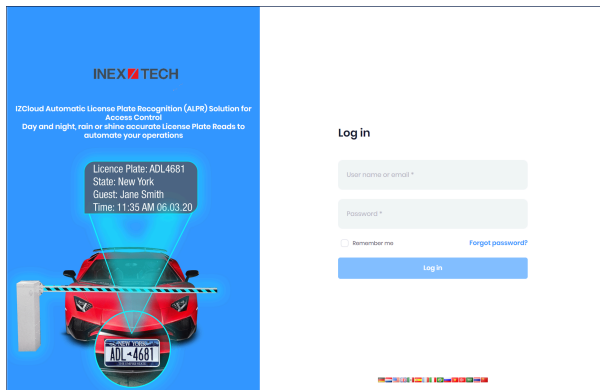 INEX TECH
IZCloud Automatic License Plate Recognition (ALPR) Solution for
Access Control
Day and night, rain or shine accurate License Plate Reads to
automate your operations
Licence Plate: ADL4681
State: New York
Guest: Jane Smith
Time: 11:35 AM 06.03.20
NEW YORK
ADL 4681
Log in
User name or email *
Password *
Remember me
Forgot password?
Log in